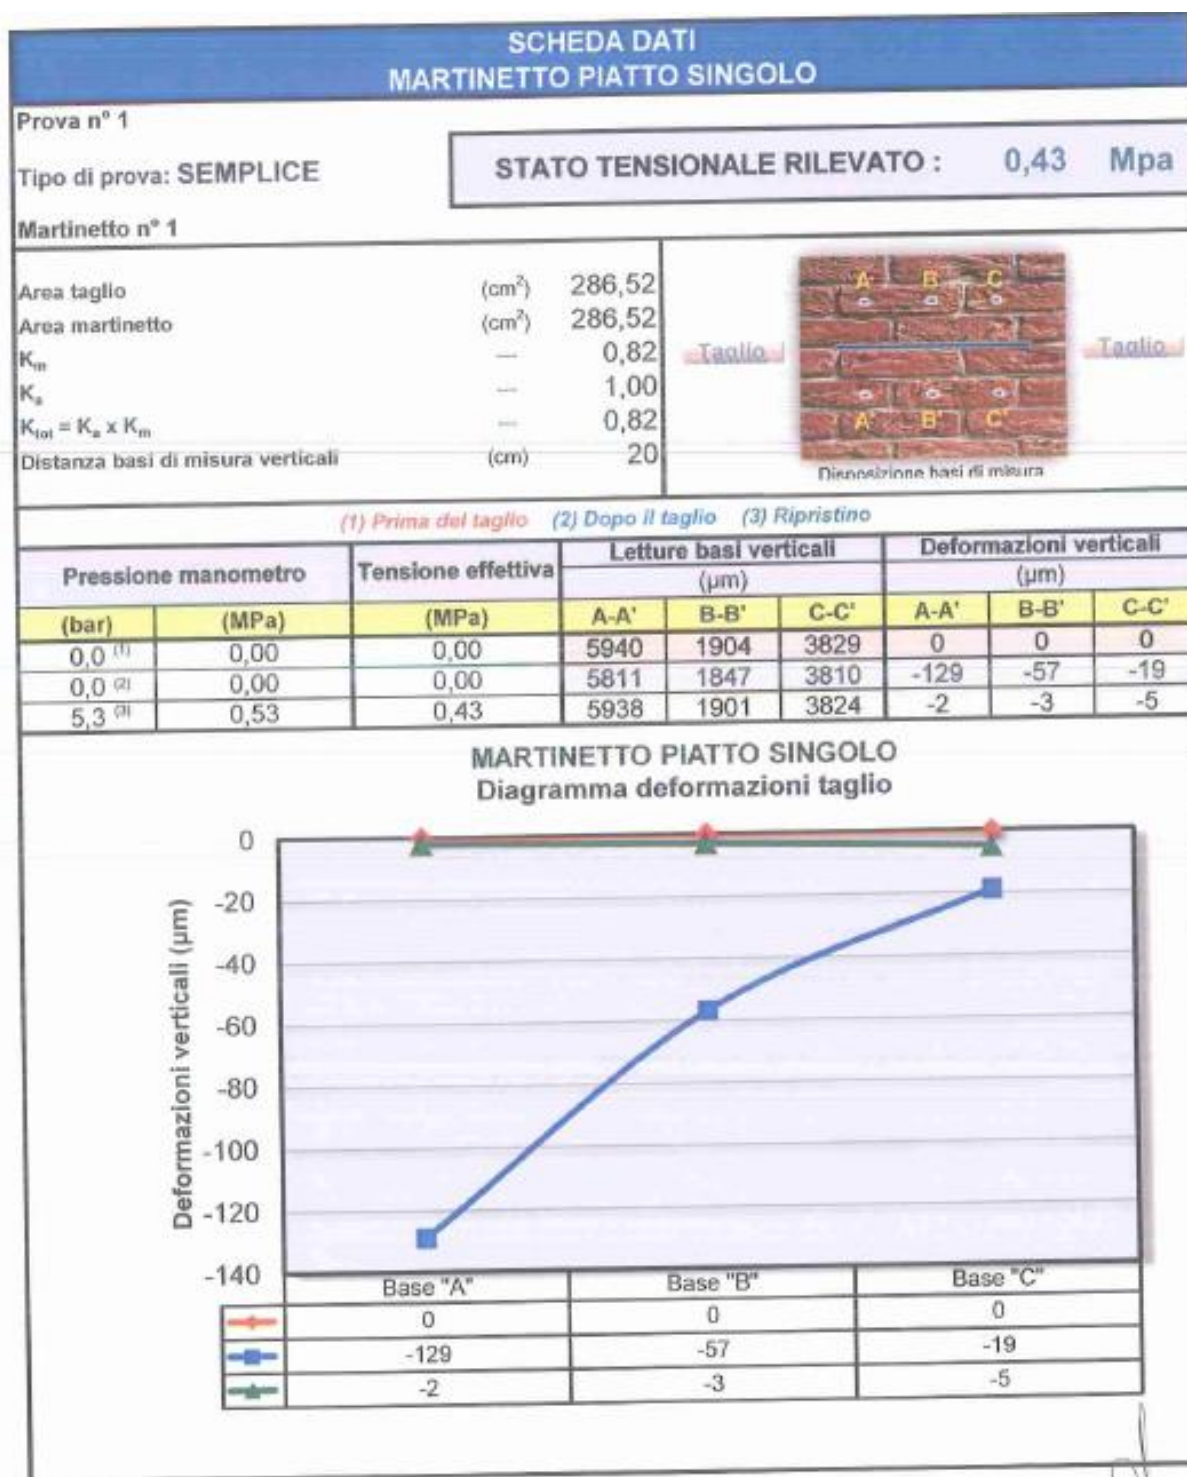 SCHEDA DATI
MARTINETTO PIATTO SINGOLO
Prova n° 1
Tipo di prova: SEMPLICE
STATO TENSIONALE RILEVATO : 0,43 Mpa
Martinetto n° 1
Area taglio (cm²) 286,52
Area martinetto (cm²) 286,52
Km --- 0,82
Ka --- 1,00
Ktot = Ka x Km --- 0,82
Distanza basi di misura verticali (cm) 20
A B C
Taglio Taglio
A' B' C'
Disposizione basi di misura
(1) Prima del taglio (2) Dopo il taglio (3) Ripristino
Pressione manometro Tensione effettiva Letture basi verticali Deformazioni verticali
(µm) (µm)
(bar) (MPa) (MPa) A-A' B-B' C-C' A-A' B-B' C-C'
0,0 (1) 0,00 0,00 5940 1904 3829 0 0 0
0,0 (2) 0,00 0,00 5811 1847 3810 -129 -57 -19
5,3 (3) 0,53 0,43 5938 1901 3824 -2 -3 -5
MARTINETTO PIATTO SINGOLO
Diagramma deformazioni taglio
Deformazioni verticali (µm)
0
-20
-40
-60
-80
-100
-120
-140
Base "A" Base "B" Base "C"
0 0 0
-129 -57 -19
-2 -3 -5